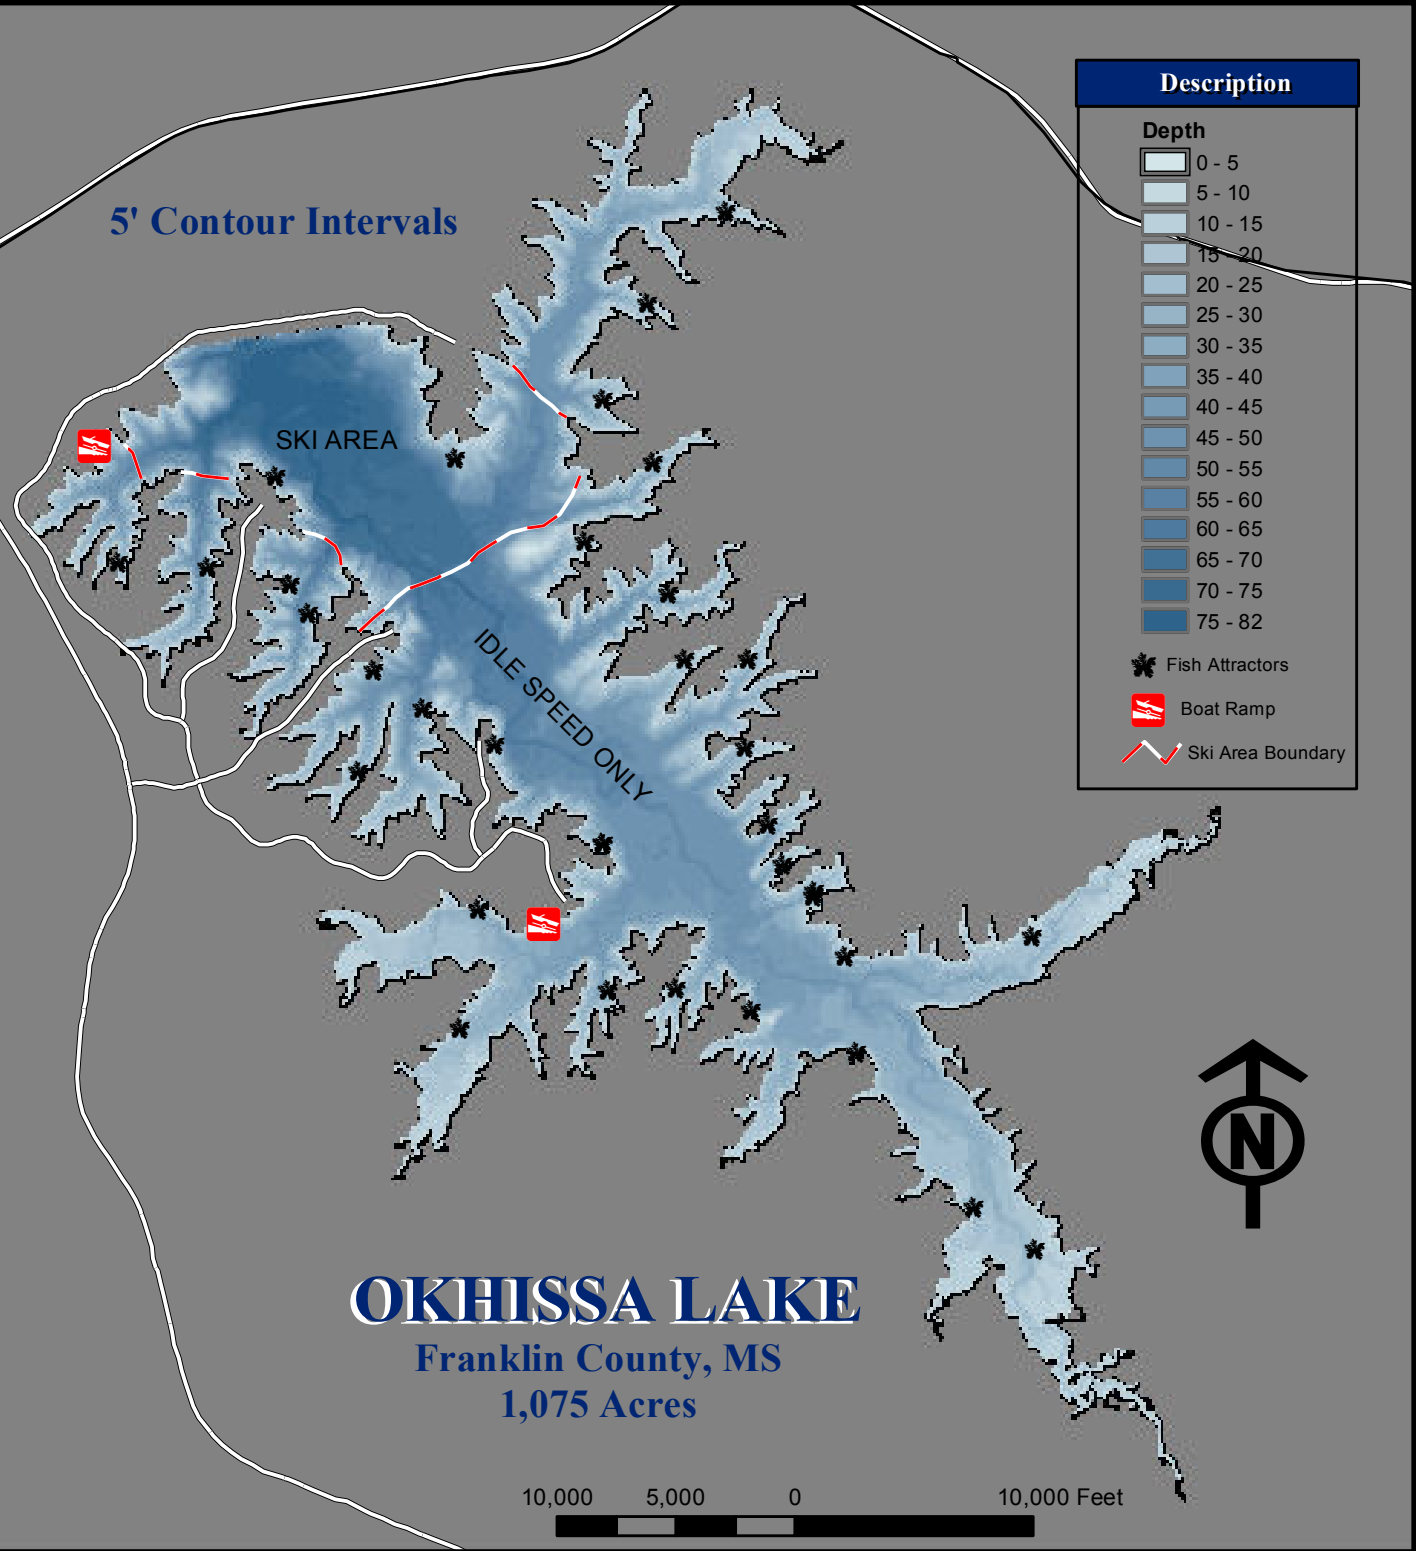 Description
Depth
0 - 5
5 - 10
10 - 15
15 - 20
20 - 25
25 - 30
30 - 35
35 - 40
40 - 45
45 - 50
50 - 55
55 - 60
60 - 65
65 - 70
70 - 75
75 - 82
Fish Attractors
Boat Ramp
Ski Area Boundary
5' Contour Intervals
SKI AREA
IDLE SPEED ONLY
N
OKHISSA LAKE
Franklin County, MS
1,075 Acres
10,000 5,000 0 10,000 Feet